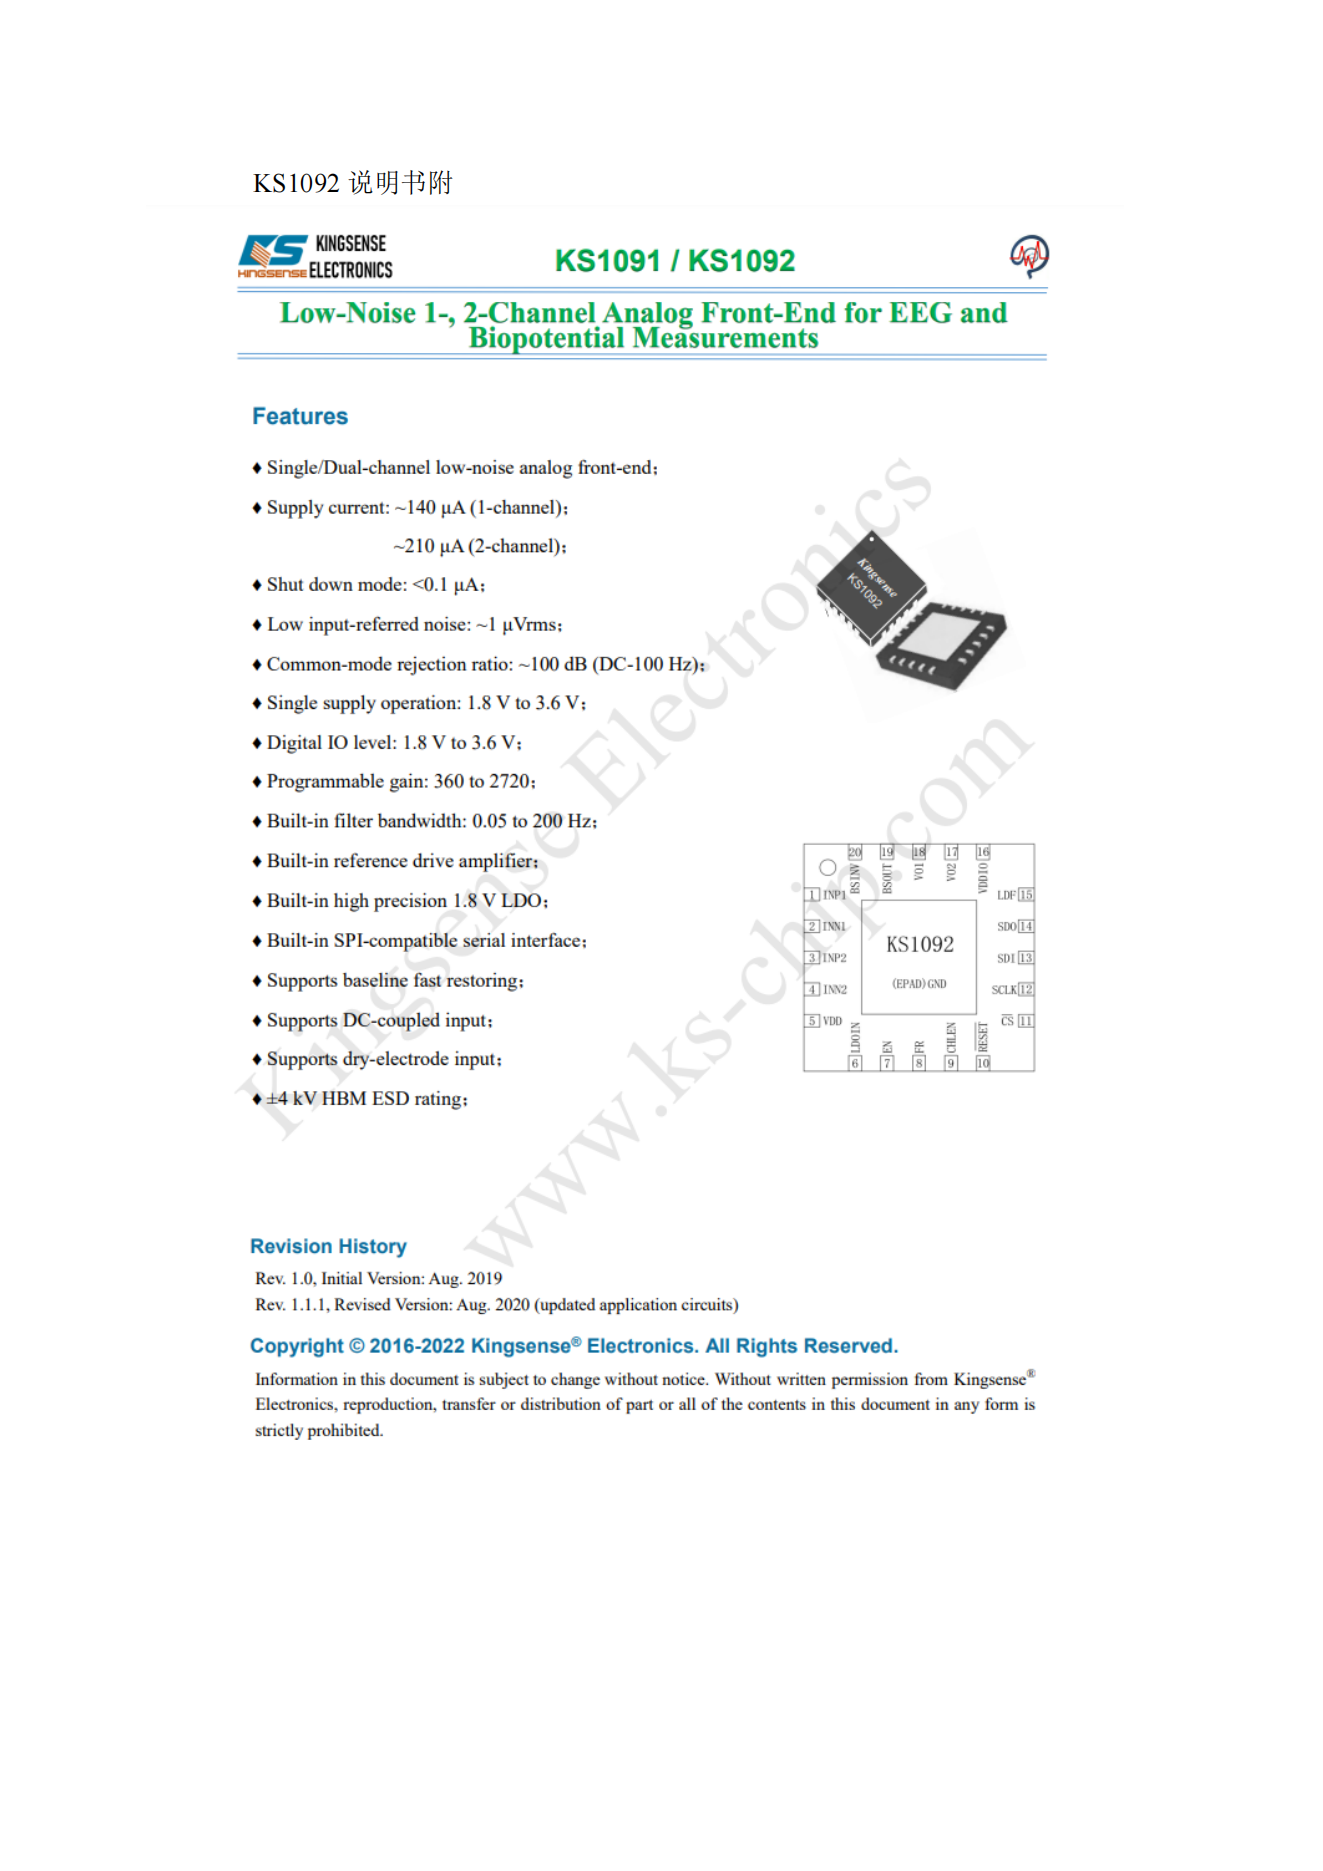 KS1092 说明书附
KS KINGSENSE
KINGSENSE ELECTRONICS
KS1091 / KS1092
Low-Noise 1-, 2-Channel Analog Front-End for EEG and
Biopotential Measurements
Features
♦ Single/Dual-channel low-noise analog front-end；
♦ Supply current: ~140 μA (1-channel)；
~210 μA (2-channel)；
♦ Shut down mode: <0.1 μA；
♦ Low input-referred noise: ~1 μVrms；
♦ Common-mode rejection ratio: ~100 dB (DC-100 Hz)；
♦ Single supply operation: 1.8 V to 3.6 V；
♦ Digital IO level: 1.8 V to 3.6 V；
♦ Programmable gain: 360 to 2720；
♦ Built-in filter bandwidth: 0.05 to 200 Hz；
♦ Built-in reference drive amplifier；
♦ Built-in high precision 1.8 V LDO；
♦ Built-in SPI-compatible serial interface；
♦ Supports baseline fast restoring；
♦ Supports DC-coupled input；
♦ Supports dry-electrode input；
♦ ±4 kV HBM ESD rating；
Kingsense
KS1092
20 19 18 17 16
BSINV BSOUT VO1 VO2 VDDIO
1 INP1
2 INN1
3 INP2
4 INN2
5 VDD
KS1092
(EPAD) GND
LDF 15
SDO 14
SDI 13
SCLK 12
CS 11
LDOIN EN FR CHLEN RESET
6 7 8 9 10
Kingsense Electronics
www.ks-chip.com
Revision History
Rev. 1.0, Initial Version: Aug. 2019
Rev. 1.1.1, Revised Version: Aug. 2020 (updated application circuits)
Copyright © 2016-2022 Kingsense® Electronics. All Rights Reserved.
Information in this document is subject to change without notice. Without written permission from Kingsense®
Electronics, reproduction, transfer or distribution of part or all of the contents in this document in any form is
strictly prohibited.